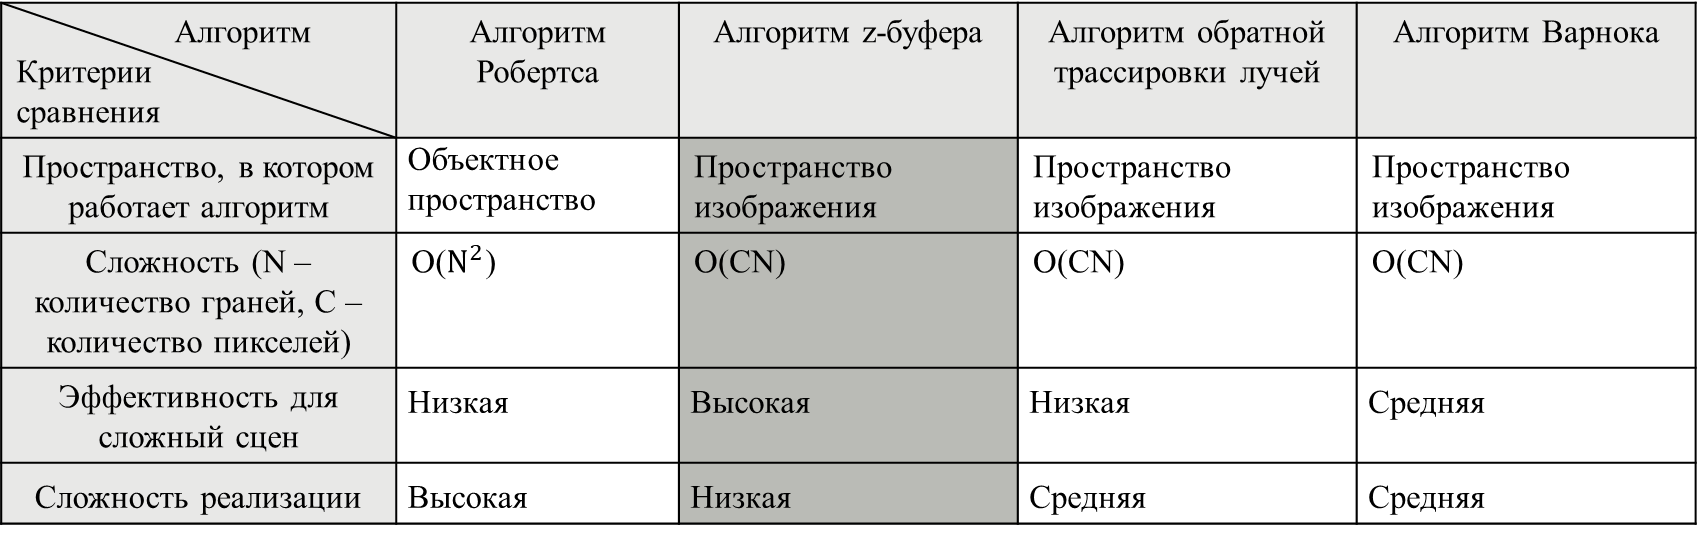 Алгоритм
Критерии
сравнения
Алгоритм
Робертса
Алгоритм z-буфера
Алгоритм обратной
трассировки лучей
Алгоритм Варнока
Пространство, в котором
работает алгоритм
Объектное
пространство
Пространство
изображения
Пространство
изображения
Пространство
изображения
Сложность (N –
количество граней, C –
количество пикселей)
O(N²)
O(CN)
O(CN)
O(CN)
Эффективность для
сложный сцен
Низкая
Высокая
Низкая
Средняя
Сложность реализации
Высокая
Низкая
Средняя
Средняя